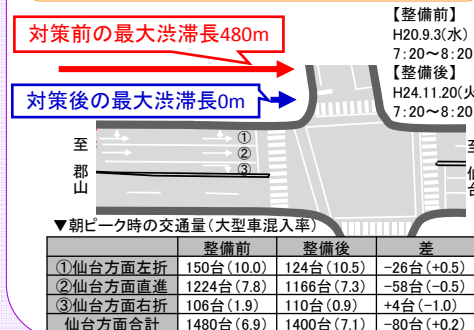 対策前の最大渋滞長480m
対策後の最大渋滞長0m
【整備前】
H20.9.3(水)
7:20～8:20
【整備後】
H24.11.20(火
7:20～8:20
至 郡山
①
②
③
至 仙台
▼朝ピーク時の交通量(大型車混入率)
整備前 整備後 差
①仙台方面左折 150台(10.0) 124台(10.5) -26台(+0.5)
②仙台方面直進 1224台(7.8) 1166台(7.3) -58台(-0.5)
③仙台方面右折 106台(1.9) 110台(0.9) +4台(-1.0)
仙台方面合計 1480台(6.9) 1400台(7.1) -80台(+0.2)